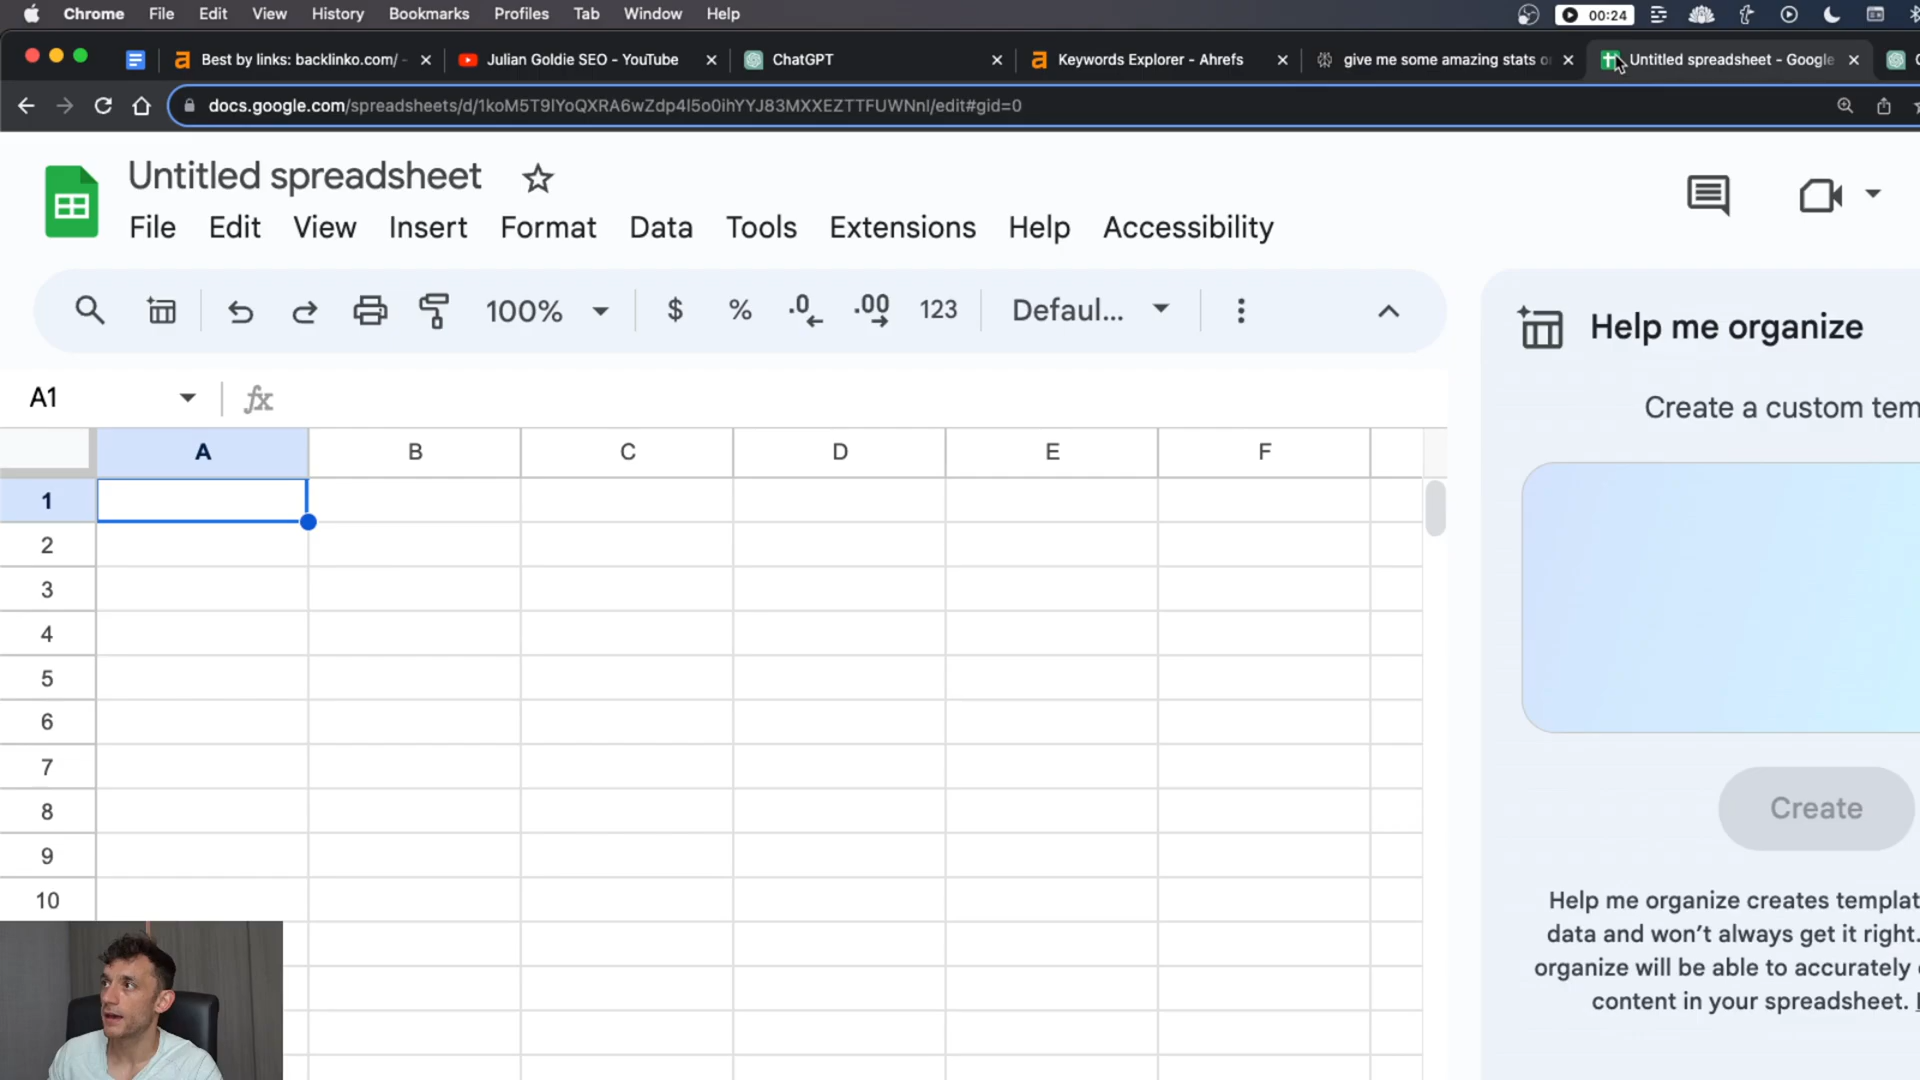 Chrome File Edit View History Bookmarks Profiles Tab Window Help 00:24
Best by links: backlinko.com/ - Julian Goldie SEO - YouTube ChatGPT Keywords Explorer - Ahrefs give me some amazing stats o Untitled spreadsheet - Google
docs.google.com/spreadsheets/d/1koM5T9lYoQXRA6wZdp4l5o0ihYYJ83MXXEZTTFUWNnl/edit#gid=0
Untitled spreadsheet
File Edit View Insert Format Data Tools Extensions Help Accessibility
100% $ % .0 .00 123 Defaul...
Help me organize
A1 fx
Create a custom tem
A B C D E F
1
2
3
4
5
6
7
8
9
10
Create
Help me organize creates templat
data and won't always get it right.
organize will be able to accurately
content in your spreadsheet.